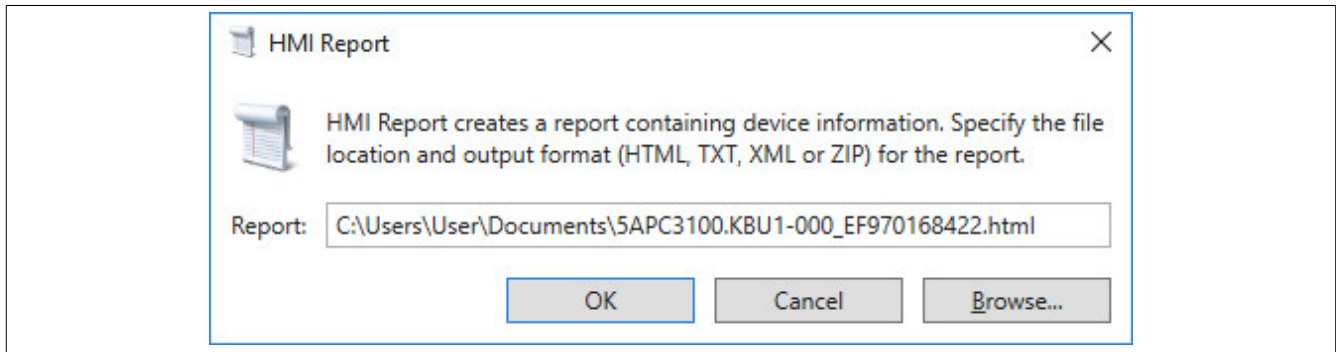 HMI Report
HMI Report creates a report containing device information. Specify the file
location and output format (HTML, TXT, XML or ZIP) for the report.
Report: C:\Users\User\Documents\5APC3100.KBU1-000_EF970168422.html
OK Cancel Browse...